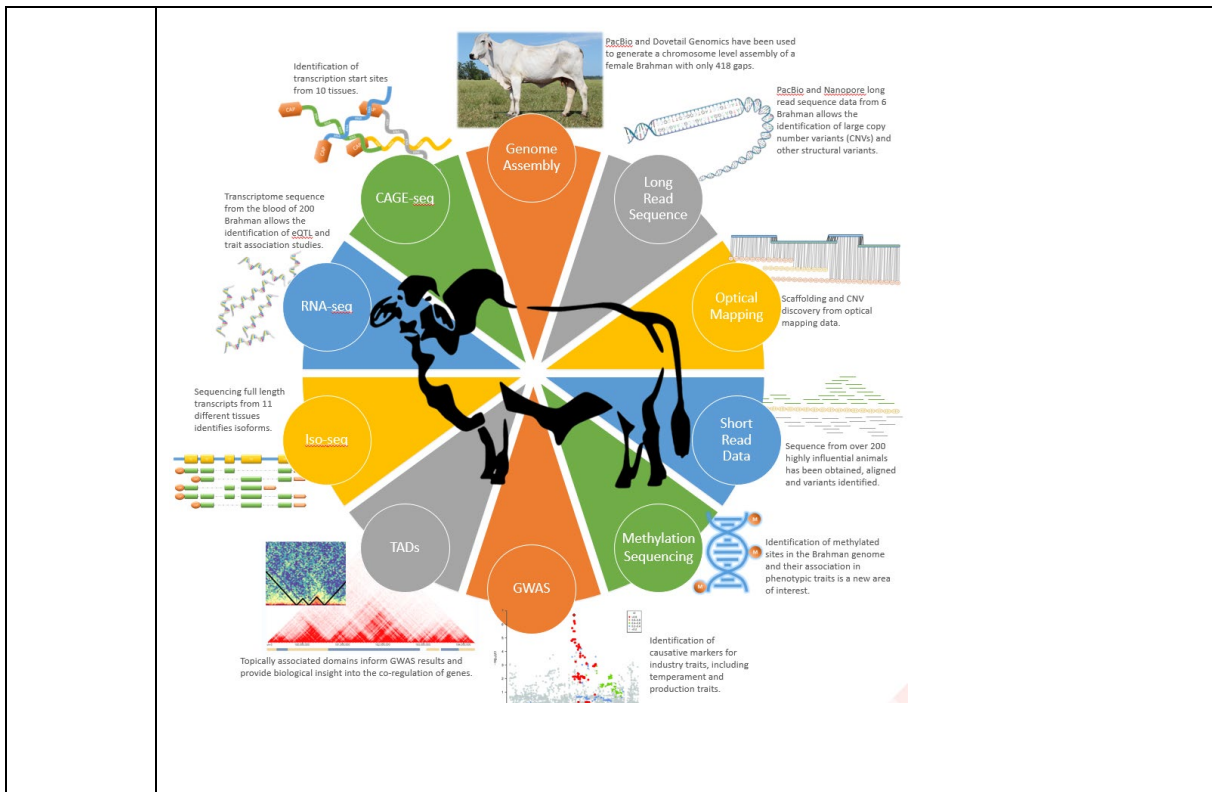 PacBio and Dovetail Genomics have been used
to generate a chromosome level assembly of a
female Brahman with only 418 gaps.
Identification of
transcription start sites
from 10 tissues.
CAP
CAP
CAP
CAP
PacBio and Nanopore long
read sequence data from 6
Brahman allows the
identification of large copy
number variants (CNVs) and
other structural variants.
Genome
Assembly
CAGE-seq
Long
Read
Sequence
Transcriptome sequence
from the blood of 200
Brahman allows the
identification of eQTL and
trait association studies.
RNA-seq
Optical
Mapping
Scaffolding and CNV
discovery from optical
mapping data.
Sequencing full length
transcripts from 11
different tissues
identifies isoforms.
Iso-seq
Short
Read
Data
Sequence from over 200
highly influential animals
has been obtained, aligned
and variants identified.
TADs
Methylation
Sequencing
M
M
M
Identification of methylated
sites in the Brahman genome
and their association in
phenotypic traits is a new area
of interest.
GWAS
Topically associated domains inform GWAS results and
provide biological insight into the co-regulation of genes.
Identification of
causative markers for
industry traits, including
temperament and
production traits.